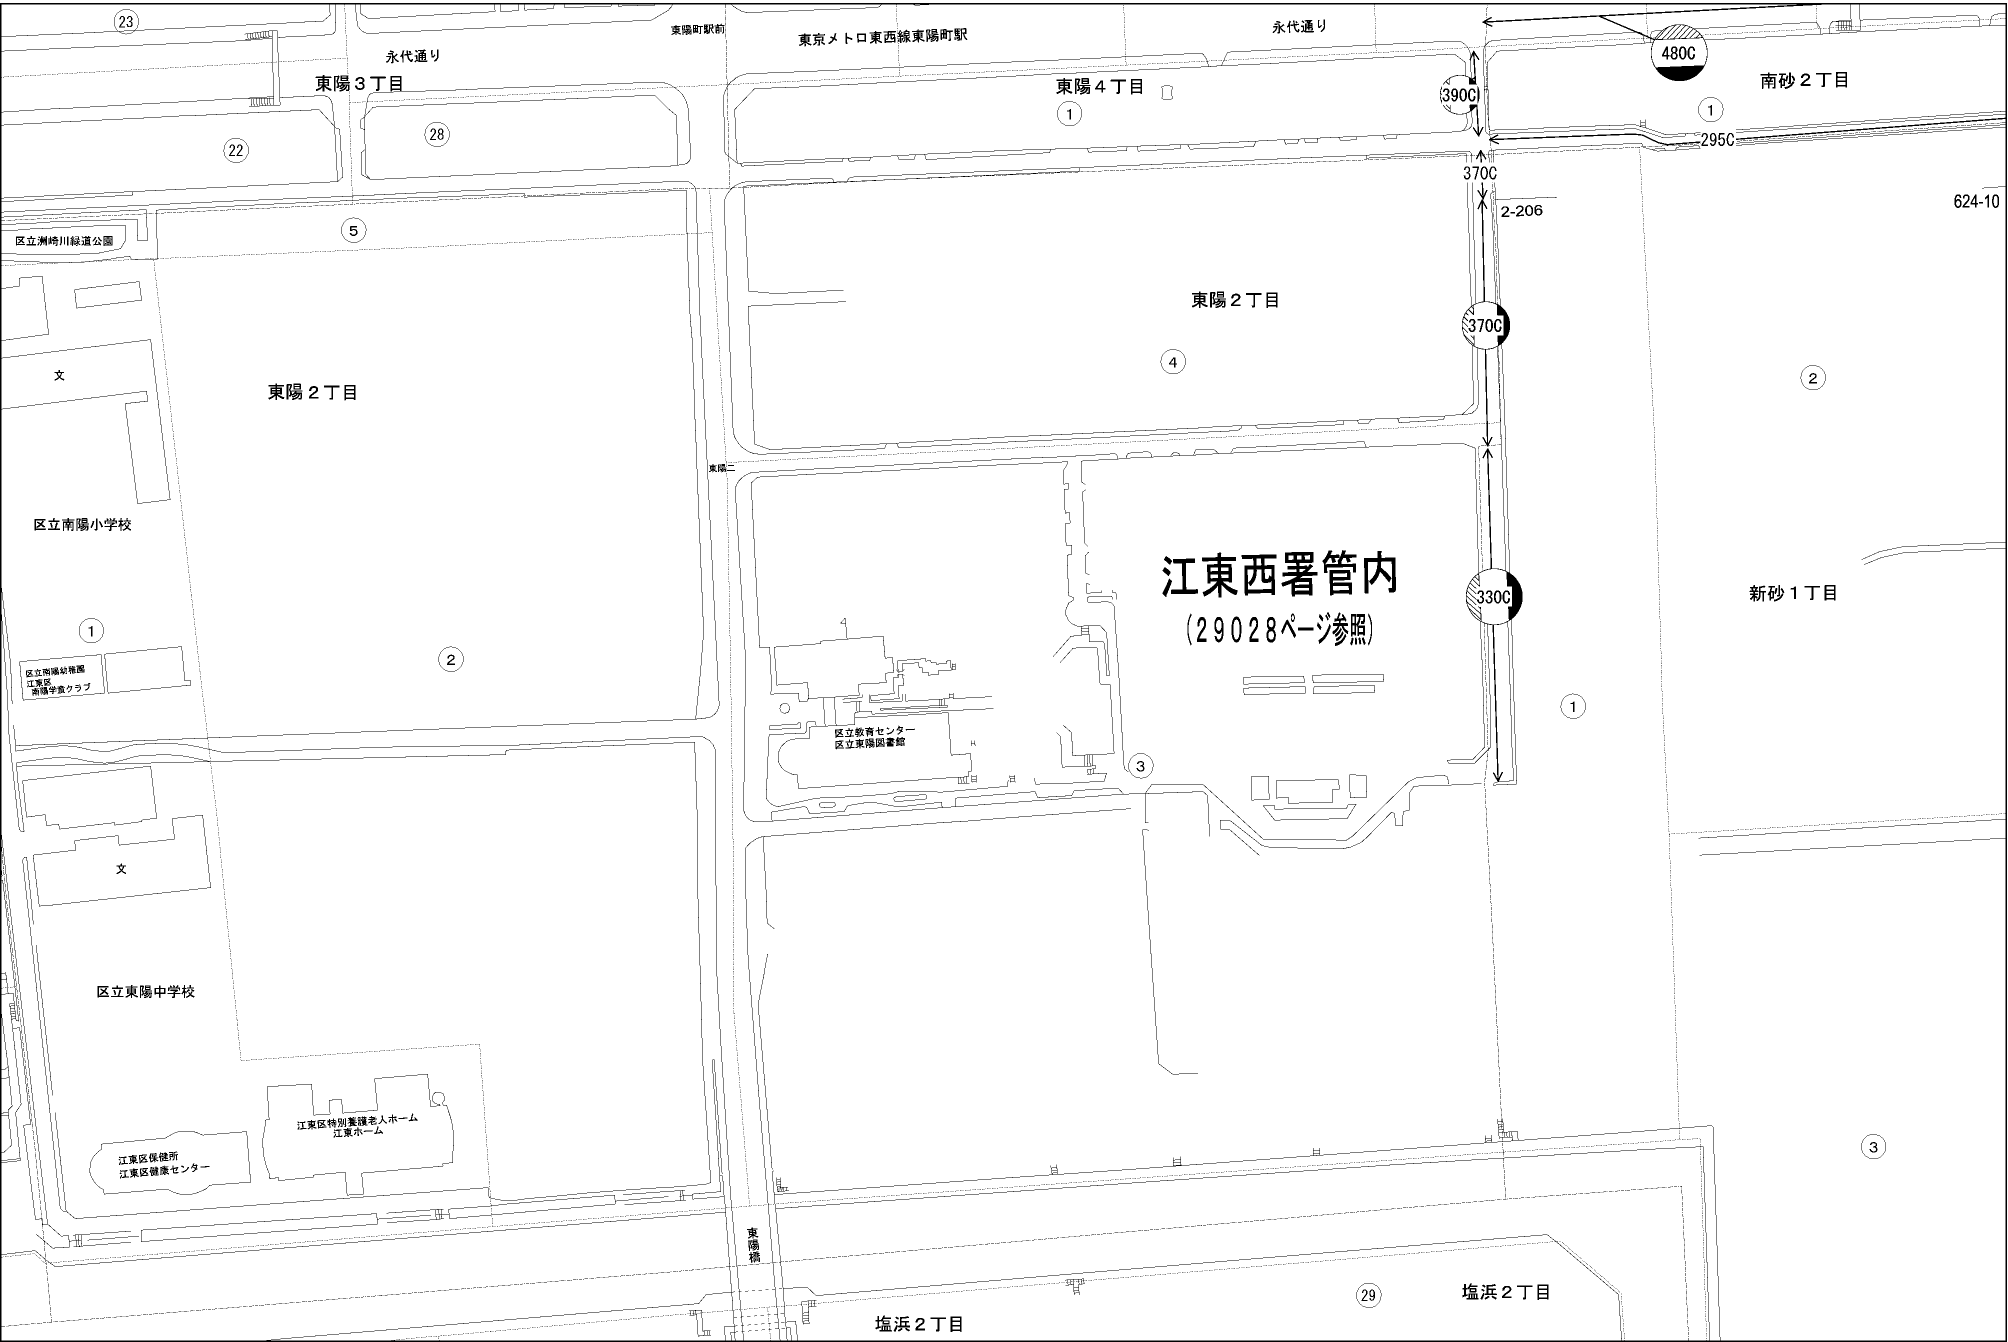 23
東陽町駅前
東京メトロ東西線東陽町駅
永代通り
永代通り
480C
東陽３丁目
東陽４丁目
390C
南砂２丁目
1
1
28
22
295C
370C
2-206
624-10
区立洲崎川緑道公園
5
東陽２丁目
370C
4
2
文
東陽２丁目
東陽二
区立南陽小学校
江東西署管内
(29028ページ参照)
330C
新砂１丁目
1
2
区立南陽幼稚園
江東区
南陽学童クラブ
1
区立教育センター
区立東陽図書館
3
文
区立東陽中学校
江東区特別養護老人ホーム
江東ホーム
江東区保健所
江東区健康センター
3
東陽橋
29
塩浜２丁目
塩浜２丁目